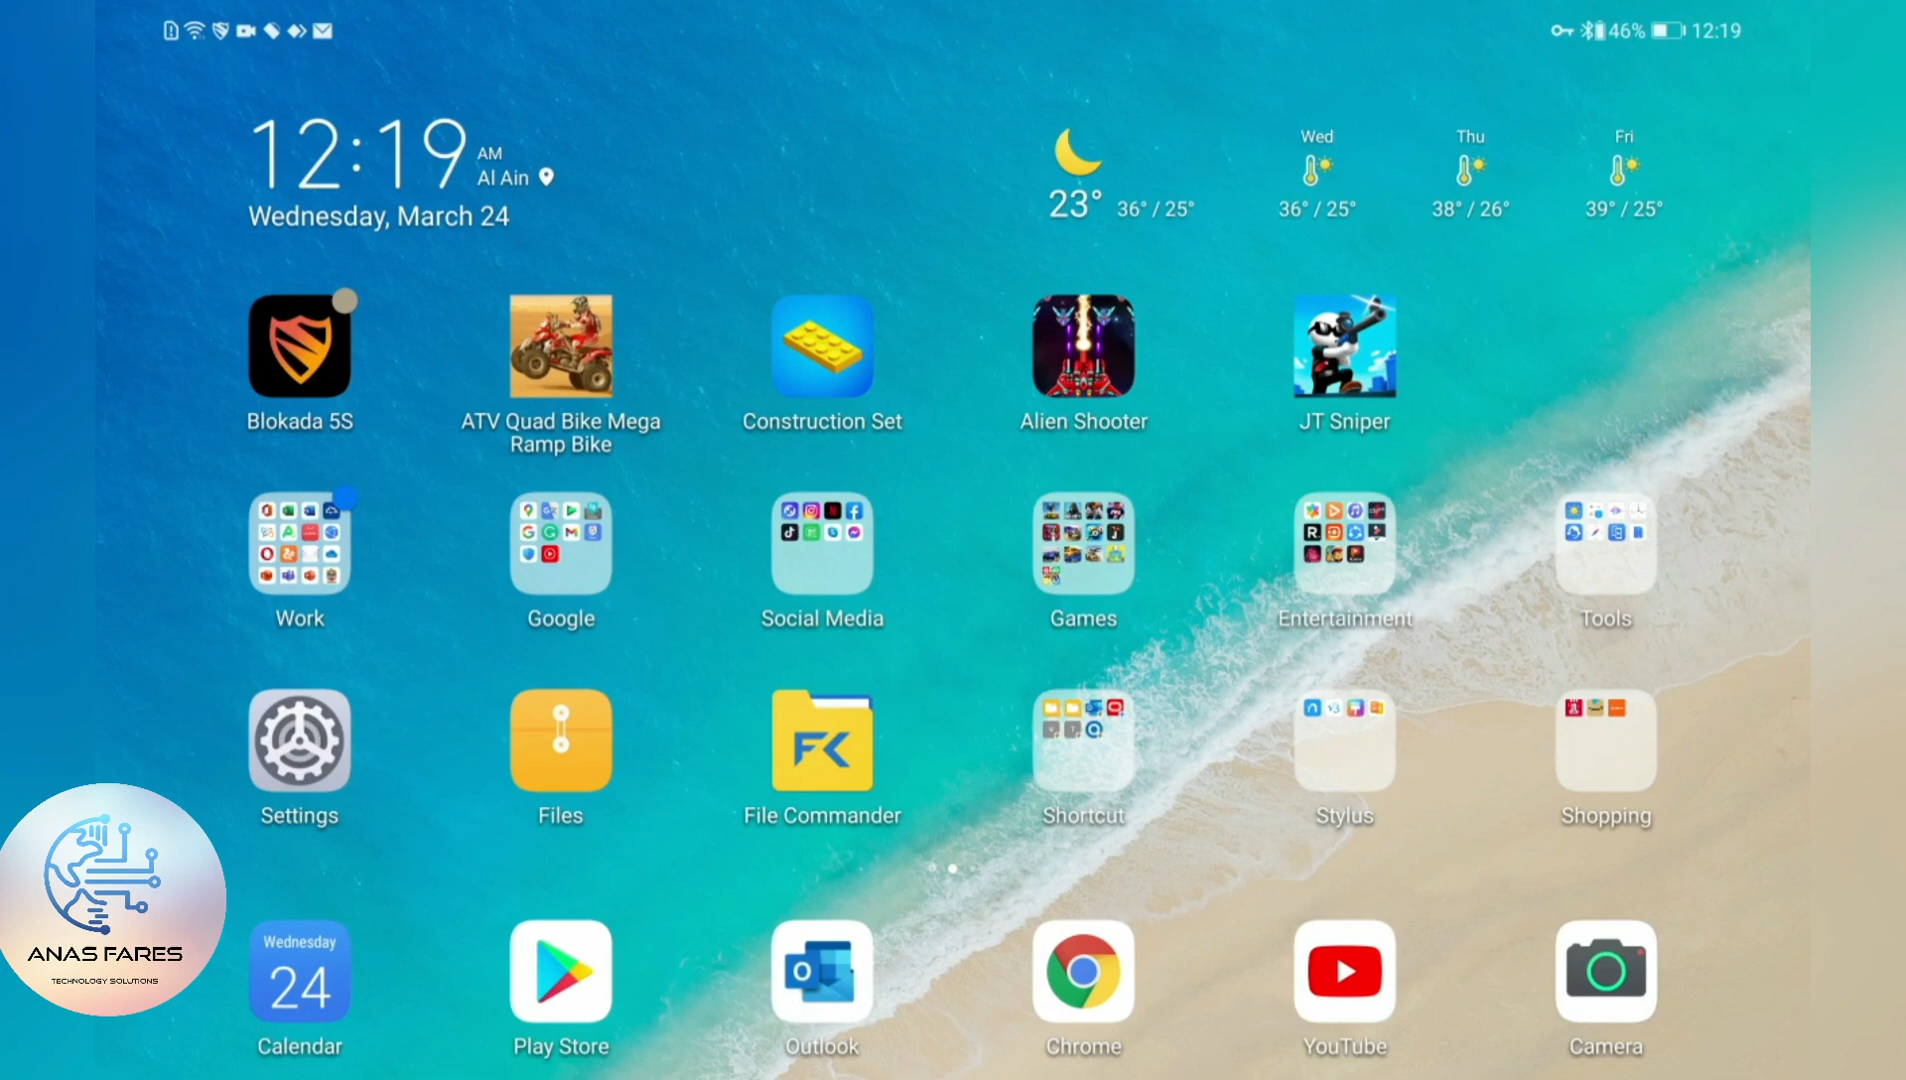 46% 12:19
12:19 AM
Al Ain
Wednesday, March 24
23° 36° / 25°
Wed
36° / 25°
Thu
38° / 26°
Fri
39° / 25°
Blokada 5S
ATV Quad Bike Mega
Ramp Bike
Construction Set
Alien Shooter
JT Sniper
Work
Google
Social Media
Games
Entertainment
Tools
FC
Settings
Files
File Commander
Shortcut
Stylus
Shopping
ANAS FARES
TECHNOLOGY SOLUTIONS
Wednesday
24
Calendar
Play Store
Outlook
Chrome
YouTube
Camera